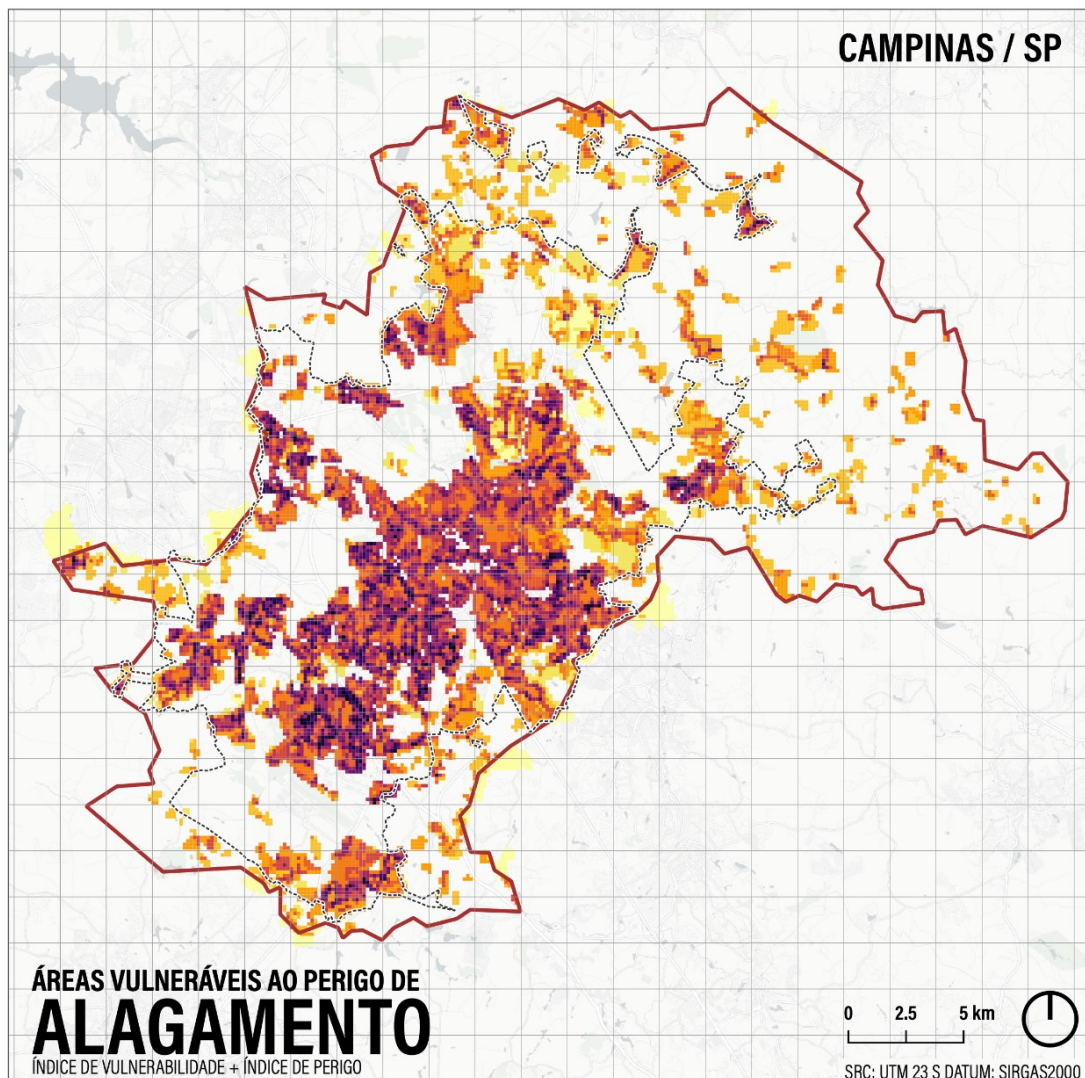 CAMPINAS / SP
ÁREAS VULNERÁVEIS AO PERIGO DE
ALAGAMENTO
ÍNDICE DE VULNERABILIDADE + ÍNDICE DE PERIGO
0 2.5 5 km
SRC: UTM 23 S DATUM: SIRGAS2000